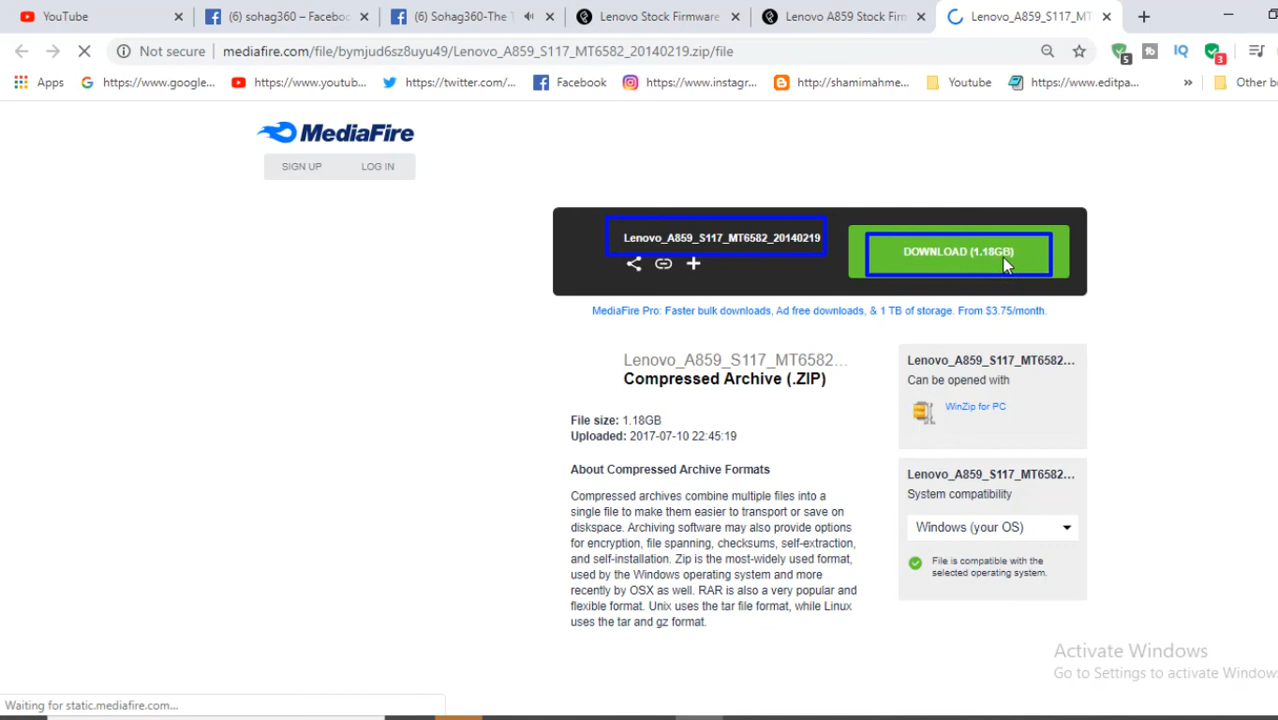 YouTube
(6) sohag360 – Faceboo
(6) Sohag360-The T
Lenovo Stock Firmware
Lenovo A859 Stock Firm
Lenovo_A859_S117_MT
Not secure
mediafire.com/file/bymjud6sz8uyu49/Lenovo_A859_S117_MT6582_20140219.zip/file
5
IQ
3
Apps
https://www.google...
https://www.youtub...
https://twitter.com/...
Facebook
https://www.instagr...
http://shamimahme...
Youtube
https://www.editpa...
»
Other b
MediaFire
SIGN UP
LOG IN
Lenovo_A859_S117_MT6582_20140219
DOWNLOAD (1.18GB)
MediaFire Pro: Faster bulk downloads, Ad free downloads, & 1 TB of storage. From $3.75/month.
Lenovo_A859_S117_MT6582...
Compressed Archive (.ZIP)
File size: 1.18GB
Uploaded: 2017-07-10 22:45:19
About Compressed Archive Formats
Compressed archives combine multiple files into a
single file to make them easier to transport or save on
diskspace. Archiving software may also provide options
for encryption, file spanning, checksums, self-extraction,
and self-installation. Zip is the most-widely used format,
used by the Windows operating system and more
recently by OSX as well. RAR is also a very popular and
flexible format. Unix uses the tar file format, while Linux
uses the tar and gz format.
Lenovo_A859_S117_MT6582...
Can be opened with
WinZip for PC
Lenovo_A859_S117_MT6582...
System compatibility
Windows (your OS)
File is compatible with the
selected operating system.
Activate Windows
Go to Settings to activate Windows
Waiting for static.mediafire.com...